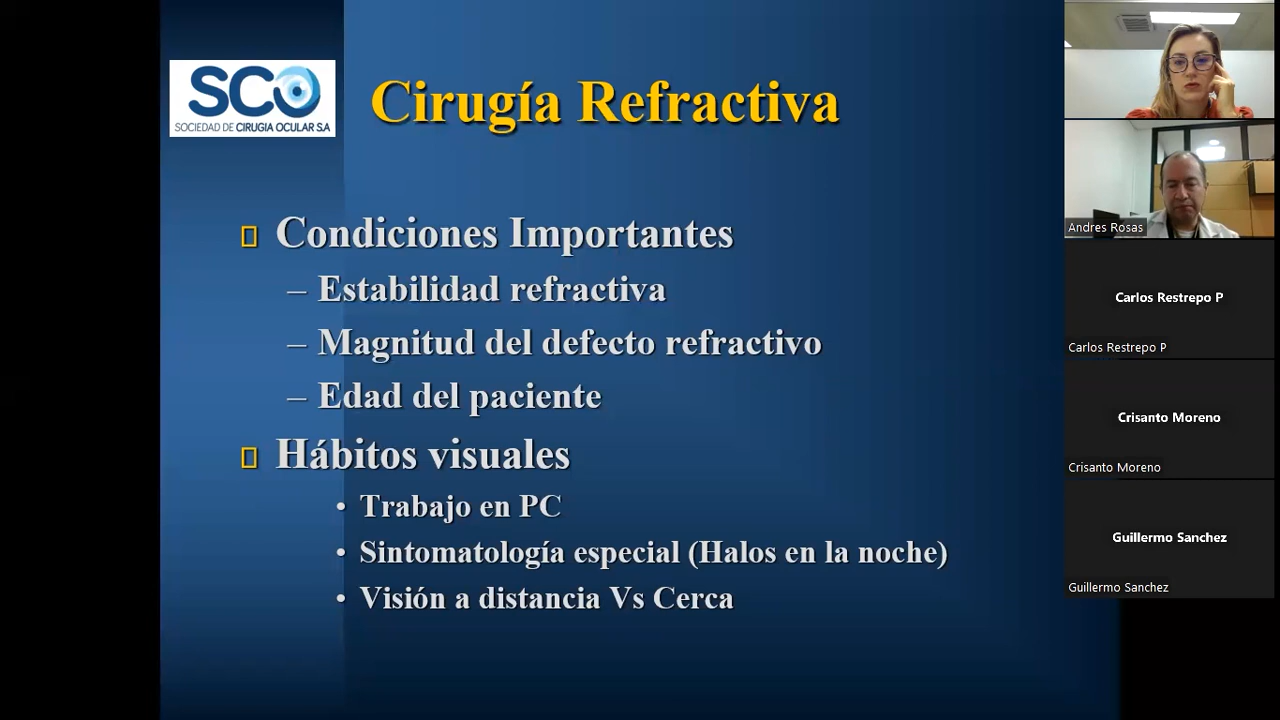 SCO
SOCIEDAD DE CIRUGIA OCULAR S.A
Cirugía Refractiva
Condiciones Importantes
– Estabilidad refractiva
– Magnitud del defecto refractivo
– Edad del paciente
Hábitos visuales
• Trabajo en PC
• Sintomatología especial (Halos en la noche)
• Visión a distancia Vs Cerca
Andres Rosas
Carlos Restrepo P
Carlos Restrepo P
Crisanto Moreno
Crisanto Moreno
Guillermo Sanchez
Guillermo Sanchez